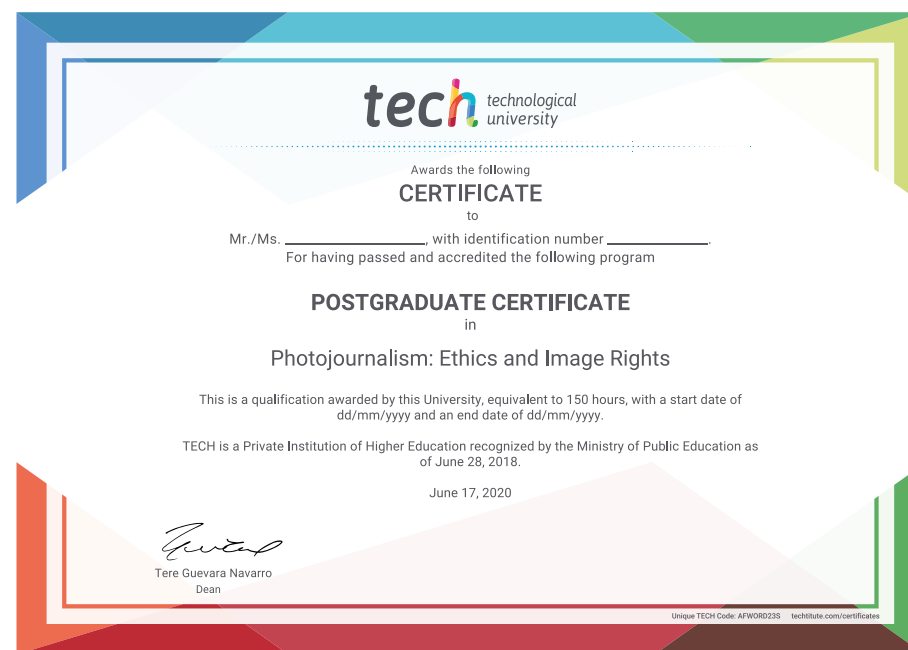 tech technological
university
Awards the following
CERTIFICATE
to
Mr./Ms. ____________________, with identification number ______________.
For having passed and accredited the following program
POSTGRADUATE CERTIFICATE
in
Photojournalism: Ethics and Image Rights
This is a qualification awarded by this University, equivalent to 150 hours, with a start date of
dd/mm/yyyy and an end date of dd/mm/yyyy.
TECH is a Private Institution of Higher Education recognized by the Ministry of Public Education as
of June 28, 2018.
June 17, 2020
Tere Guevara Navarro
Dean
Unique TECH Code: AFWORD23S techtitute.com/certificates